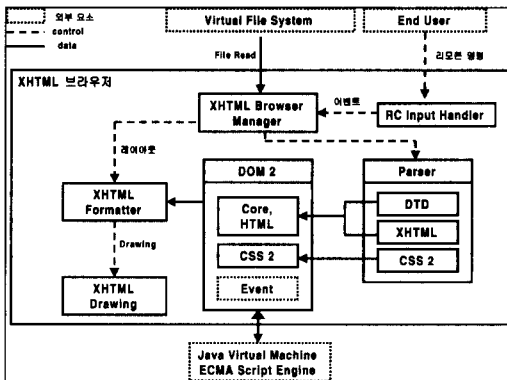 외부 요소
control
data
Virtual File System
End User
File Read
리모콘 명령
XHTML 브라우저
XHTML Browser
Manager
이벤트
RC Input Handler
레이아웃
DOM 2
Parser
XHTML
Formatter
Core,
HTML
DTD
XHTML
Drawing
CSS 2
CSS 2
XHTML
Drawing
Event
Java Virtual Machine
ECMA Script Engine